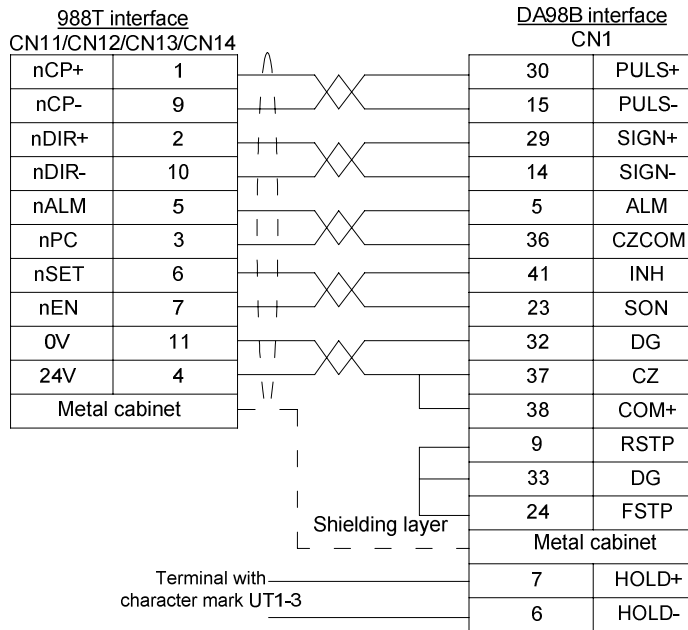 988T interface
CN11/CN12/CN13/CN14
DA98B interface
CN1
nCP+ 1 30 PULS+
nCP- 9 15 PULS-
nDIR+ 2 29 SIGN+
nDIR- 10 14 SIGN-
nALM 5 5 ALM
nPC 3 36 CZCOM
nSET 6 41 INH
nEN 7 23 SON
0V 11 32 DG
24V 4 37 CZ
Metal cabinet 38 COM+
9 RSTP
33 DG
24 FSTP
Shielding layer
Metal cabinet
Terminal with 7 HOLD+
character mark UT1-3
6 HOLD-